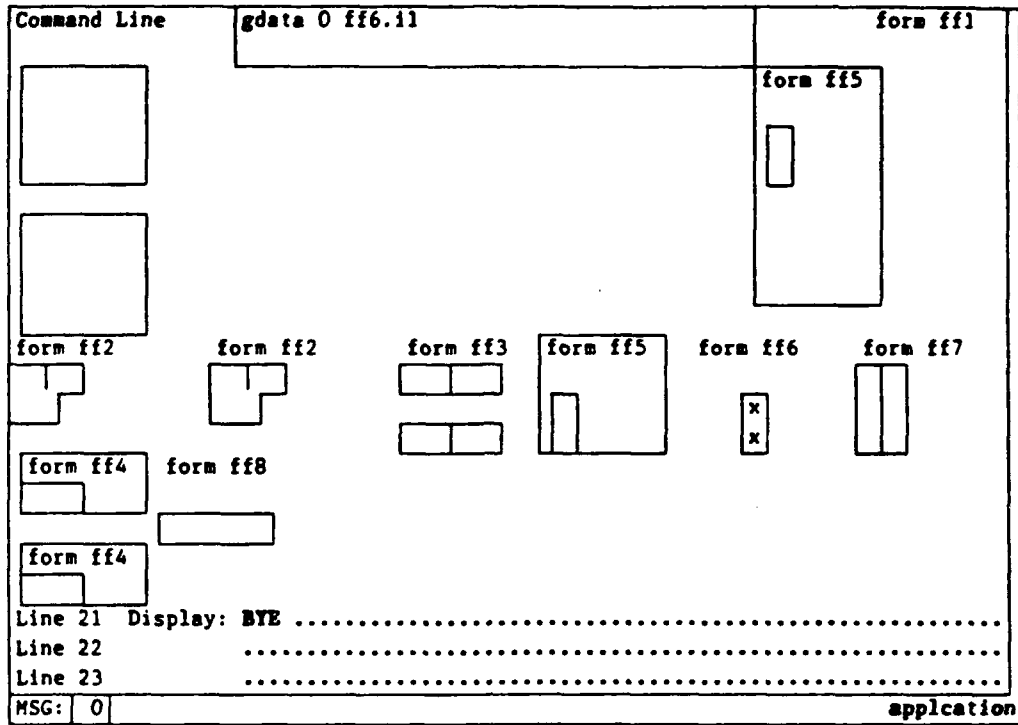 Command Line gdata 0 ff6.i1 form ff1
form ff5
form ff2 form ff2 form ff3 form ff5 form ff6 form ff7
x
x
form ff4 form ff8
form ff4
Line 21 Display: BYE ............................................................
Line 22 ................................................................
Line 23 ................................................................
MSG: 0 applcation